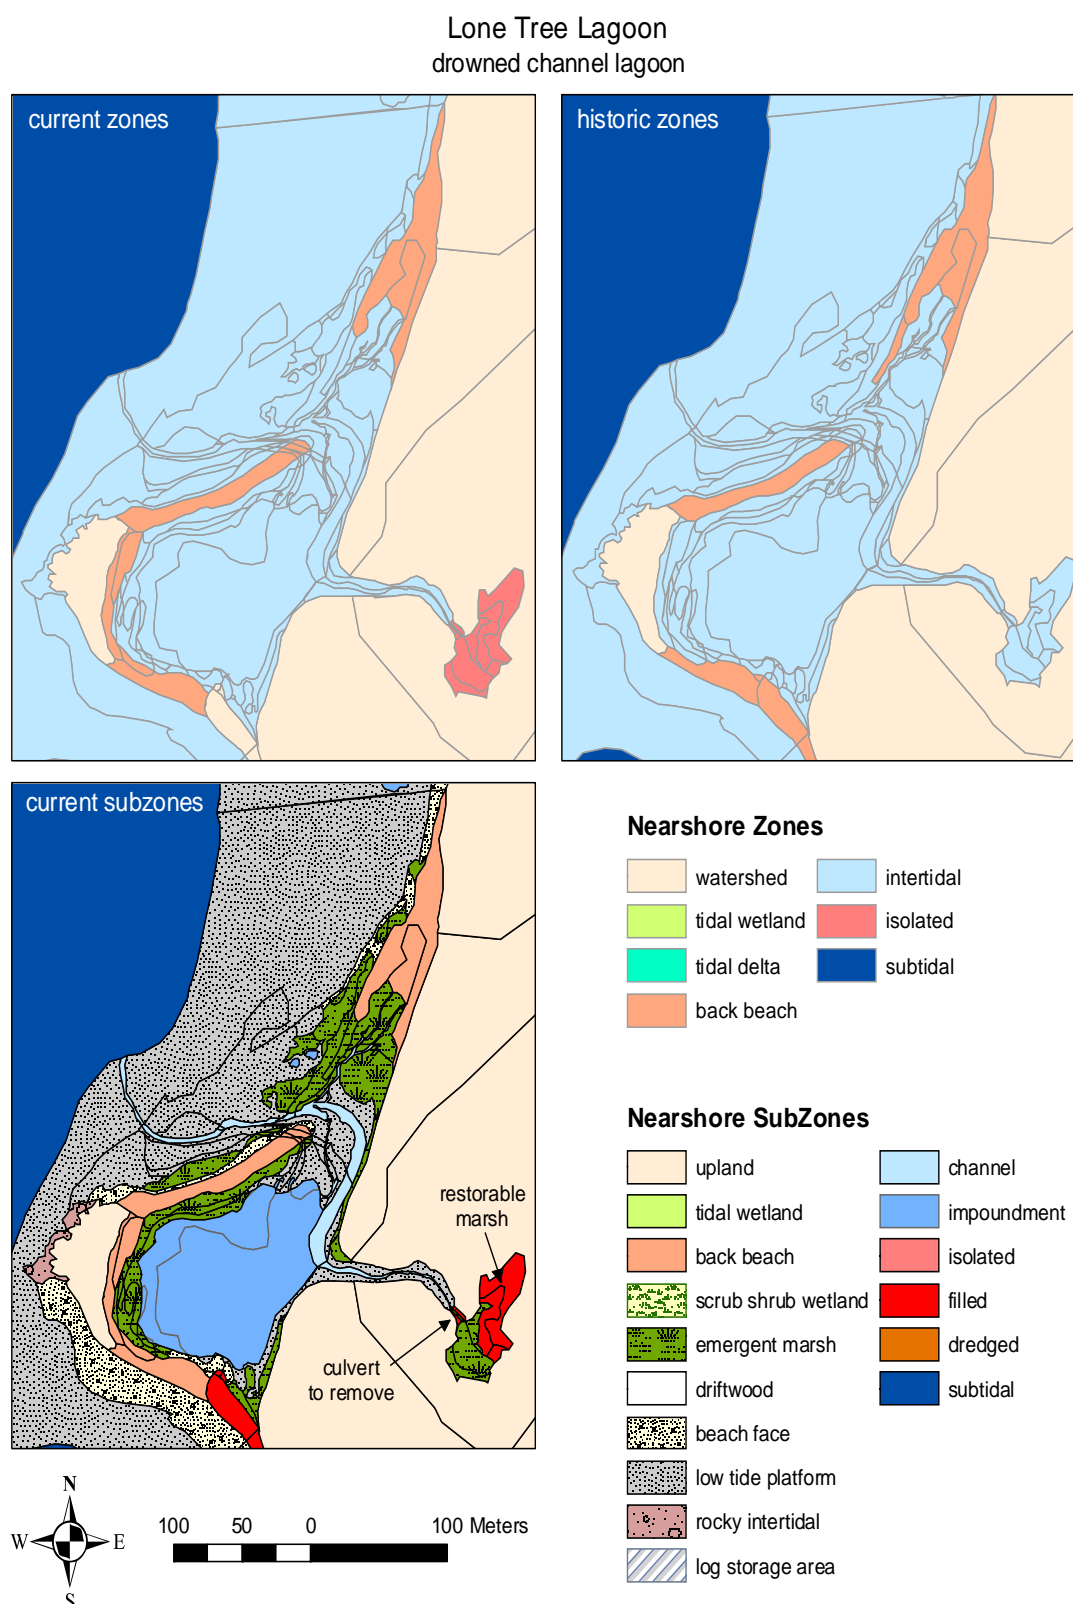 Lone Tree Lagoon
drowned channel lagoon
current zones
historic zones
current subzones
restorable
marsh
culvert
to remove
Nearshore Zones
watershed
intertidal
tidal wetland
isolated
tidal delta
subtidal
back beach
Nearshore SubZones
upland
channel
tidal wetland
impoundment
back beach
isolated
scrub shrub wetland
filled
emergent marsh
dredged
driftwood
subtidal
beach face
low tide platform
rocky intertidal
log storage area
N
W
E
S
100 50 0 100 Meters